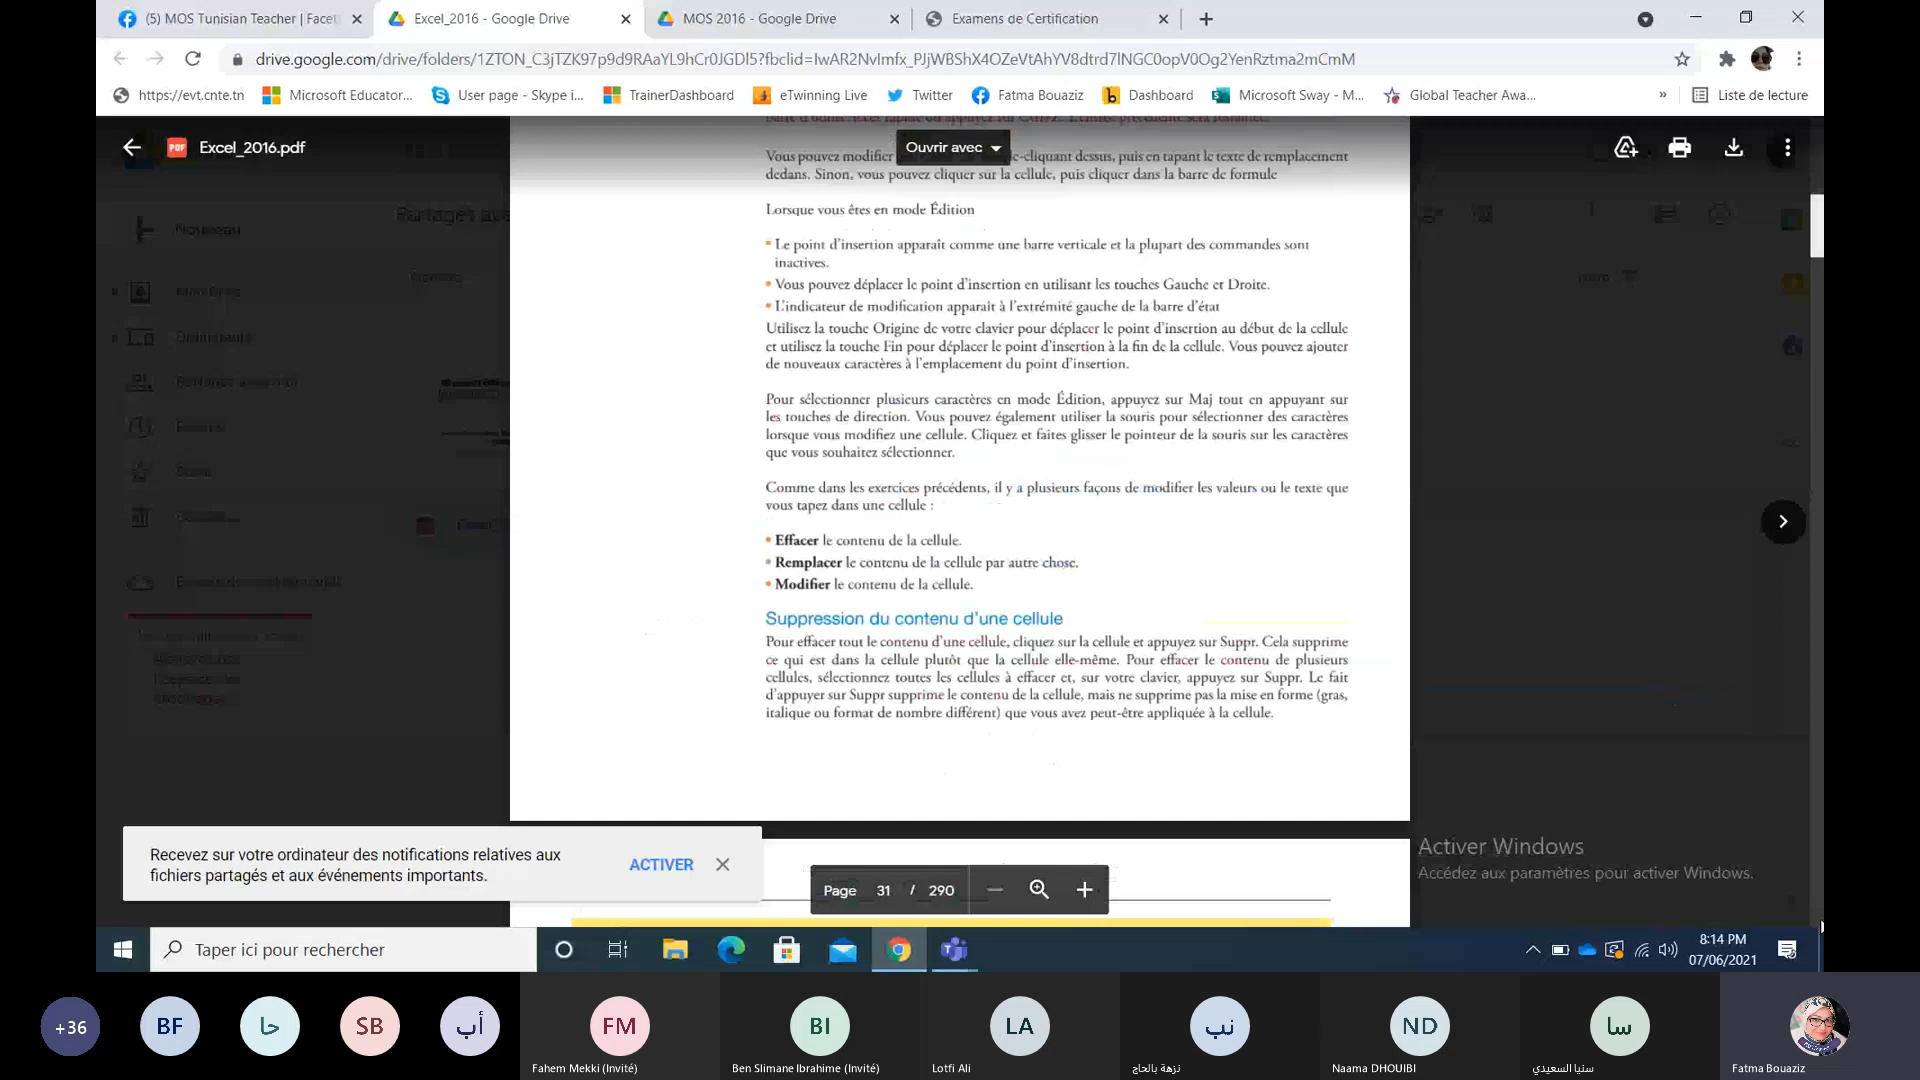 (5) MOS Tunisian Teacher | Facet
Excel_2016 - Google Drive
MOS 2016 - Google Drive
Examens de Certification
drive.google.com/drive/folders/1ZTON_C3jTZK97p9d9RAaYL9hCr0JGDl5?fbclid=IwAR2NvImfx_PJjWBShX4OZeVtAhYV8dtrd7lNGC0opV0Og2YenRztma2mCmM
https://evt.cnte.tn
Microsoft Educator...
User page - Skype i...
TrainerDashboard
eTwinning Live
Twitter
Fatma Bouaziz
Dashboard
Microsoft Sway - M...
Global Teacher Awa...
»
Liste de lecture
PDF
Excel_2016.pdf
Ouvrir avec
Vous pouvez modifier cliquant dessus, puis en tapant le texte de remplacement
dedans. Sinon, vous pouvez cliquer sur la cellule, puis cliquer dans la barre de formule
Lorsque vous êtes en mode Édition
• Le point d'insertion apparaît comme une barre verticale et la plupart des commandes sont
inactives.
• Vous pouvez déplacer le point d'insertion en utilisant les touches Gauche et Droite.
• L'indicateur de modification apparaît à l'extrémité gauche de la barre d'état
Utilisez la touche Origine de votre clavier pour déplacer le point d'insertion au début de la cellule
et utilisez la touche Fin pour déplacer le point d'insertion à la fin de la cellule. Vous pouvez ajouter
de nouveaux caractères à l'emplacement du point d'insertion.
Pour sélectionner plusieurs caractères en mode Édition, appuyez sur Maj tout en appuyant sur
les touches de direction. Vous pouvez également utiliser la souris pour sélectionner des caractères
lorsque vous modifiez une cellule. Cliquez et faites glisser le pointeur de la souris sur les caractères
que vous souhaitez sélectionner.
Comme dans les exercices précédents, il y a plusieurs façons de modifier les valeurs ou le texte que
vous tapez dans une cellule :
• Effacer le contenu de la cellule.
• Remplacer le contenu de la cellule par autre chose.
• Modifier le contenu de la cellule.
Suppression du contenu d'une cellule
Pour effacer tout le contenu d'une cellule, cliquez sur la cellule et appuyez sur Suppr. Cela supprime
ce qui est dans la cellule plutôt que la cellule elle-même. Pour effacer le contenu de plusieurs
cellules, sélectionnez toutes les cellules à effacer et, sur votre clavier, appuyez sur Suppr. Le fait
d'appuyer sur Suppr supprime le contenu de la cellule, mais ne supprime pas la mise en forme (gras,
italique ou format de nombre différent) que vous avez peut-être appliquée à la cellule.
Nouveau
Recevez sur votre ordinateur des notifications relatives aux
fichiers partagés et aux événements importants.
ACTIVER
Page 31 / 290
Activer Windows
Accédez aux paramètres pour activer Windows.
Taper ici pour rechercher
8:14 PM
07/06/2021
+36
BF
حا
SB
أب
FM
BI
LA
نب
ND
سا
Fahem Mekki (Invité)
Ben Slimane Ibrahime (Invité)
Lotfi Ali
نزهة بالحاج
Naama DHOUIBI
سنيا السعيدي
Fatma Bouaziz